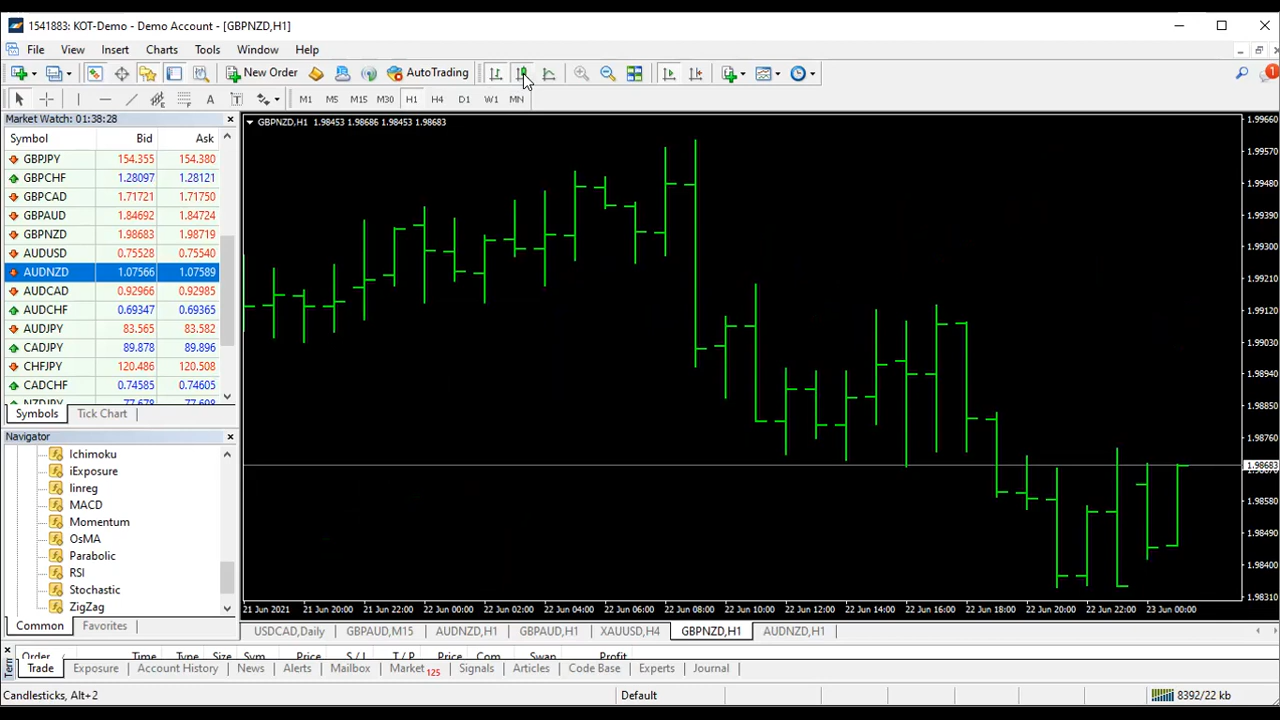 1541883: KOT-Demo - Demo Account - [GBPNZD,H1]
File View Insert Charts Tools Window Help
New Order AutoTrading 1
A T M1 M5 M15 M30 H1 H4 D1 W1 MN
Market Watch: 01:38:28
Symbol Bid Ask
GBPJPY 154.355 154.380
GBPCHF 1.28097 1.28121
GBPCAD 1.71721 1.71750
GBPAUD 1.84692 1.84724
GBPNZD 1.98683 1.98719
AUDUSD 0.75528 0.75540
AUDNZD 1.07566 1.07589
AUDCAD 0.92966 0.92985
AUDCHF 0.69347 0.69365
AUDJPY 83.565 83.582
CADJPY 89.878 89.896
CHFJPY 120.486 120.508
CADCHF 0.74585 0.74605
NZDJPY 77.678 77.698
Symbols Tick Chart
Navigator
Ichimoku
iExposure
linreg
MACD
Momentum
OsMA
Parabolic
RSI
Stochastic
ZigZag
Common Favorites
GBPNZD,H1 1.98453 1.98686 1.98453 1.98683
1.99660
1.99570
1.99480
1.99390
1.99300
1.99210
1.99120
1.99030
1.98940
1.98850
1.98760
1.98683
1.98580
1.98490
1.98400
1.98310
21 Jun 2021 21 Jun 20:00 21 Jun 22:00 22 Jun 00:00 22 Jun 02:00 22 Jun 04:00 22 Jun 06:00 22 Jun 08:00 22 Jun 10:00 22 Jun 12:00 22 Jun 14:00 22 Jun 16:00 22 Jun 18:00 22 Jun 20:00 22 Jun 22:00 23 Jun 00:00
USDCAD,Daily GBPAUD,M15 AUDNZD,H1 GBPAUD,H1 XAUUSD,H4 GBPNZD,H1 AUDNZD,H1
Order Time Type Size Sym... Price S / L T / P Price Com... Swap Profit
Trade Exposure Account History News Alerts Mailbox Market 125 Signals Articles Code Base Experts Journal
Candlesticks, Alt+2 Default 8392/22 kb